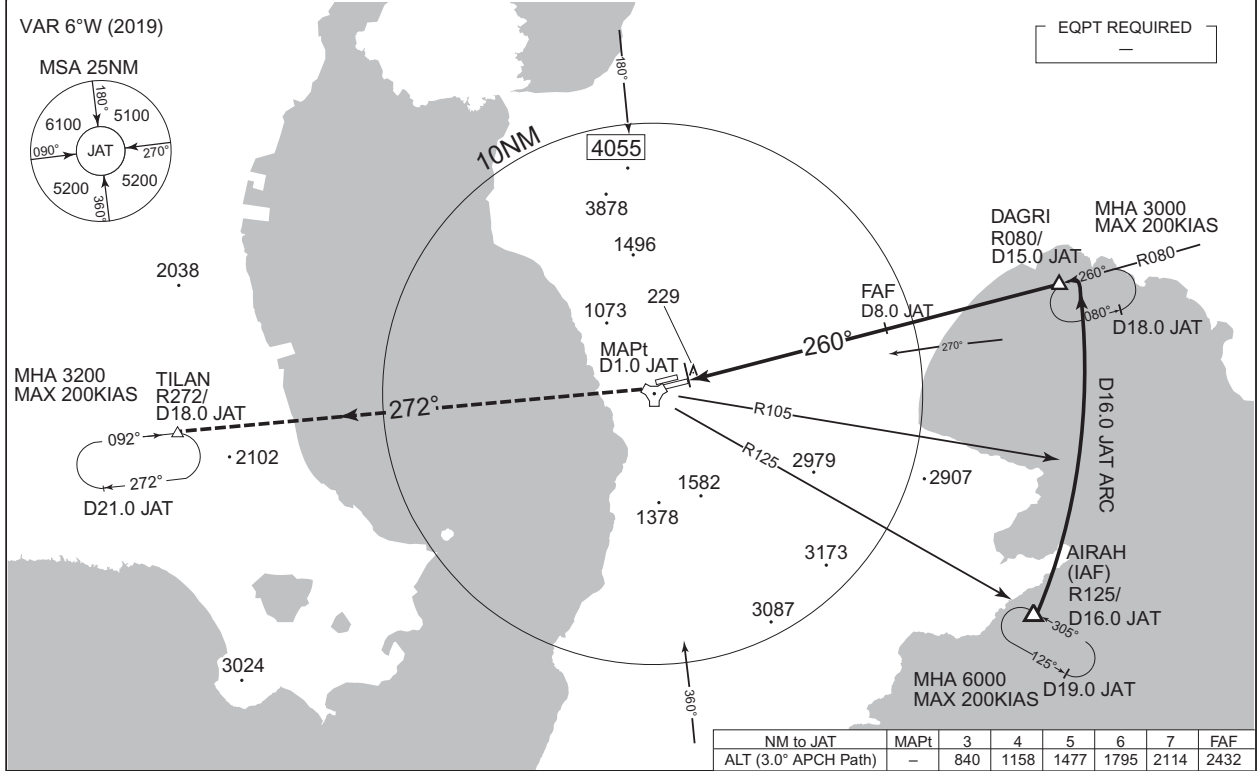 VAR 6°W (2019)
MSA 25NM
180°
6100
5100
090°
JAT
270°
5200
5200
360°
EQPT REQUIRED
–
180°
10NM
4055
3878
1496
2038
1073
229
DAGRI
R080/
D15.0 JAT
MHA 3000
MAX 200KIAS
R080
260°
080°
D18.0 JAT
FAF
D8.0 JAT
260°
270°
MAPt
D1.0 JAT
A
MHA 3200
MAX 200KIAS
TILAN
R272/
D18.0 JAT
272°
092°
272°
D21.0 JAT
2102
R105
R125
D16.0 JAT ARC
2979
2907
1582
1378
3173
3087
AIRAH
(IAF)
R125/
D16.0 JAT
305°
125°
D19.0 JAT
MHA 6000
MAX 200KIAS
3024
360°
NM to JAT MAPt 3 4 5 6 7 FAF
ALT (3.0° APCH Path) – 840 1158 1477 1795 2114 2432